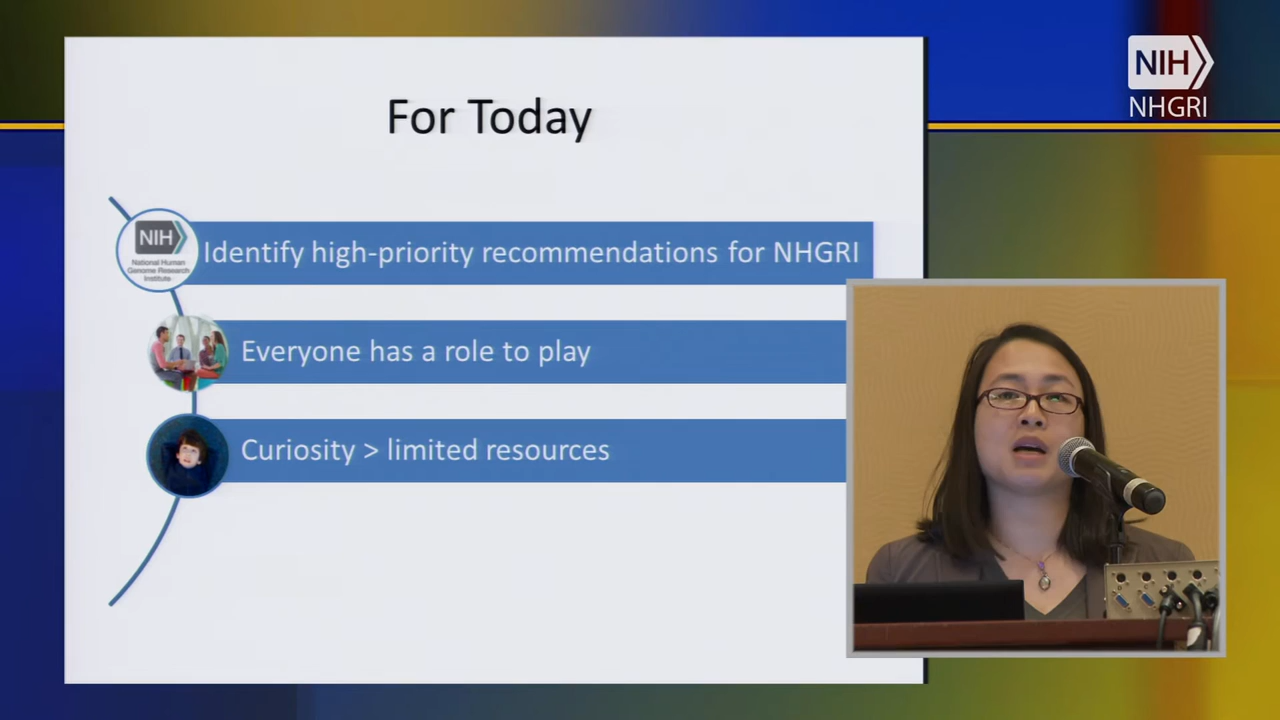 NIH
NHGRI
For Today
NIH
National Human
Genome Research
Institute
Identify high-priority recommendations for NHGRI
Everyone has a role to play
Curiosity > limited resources